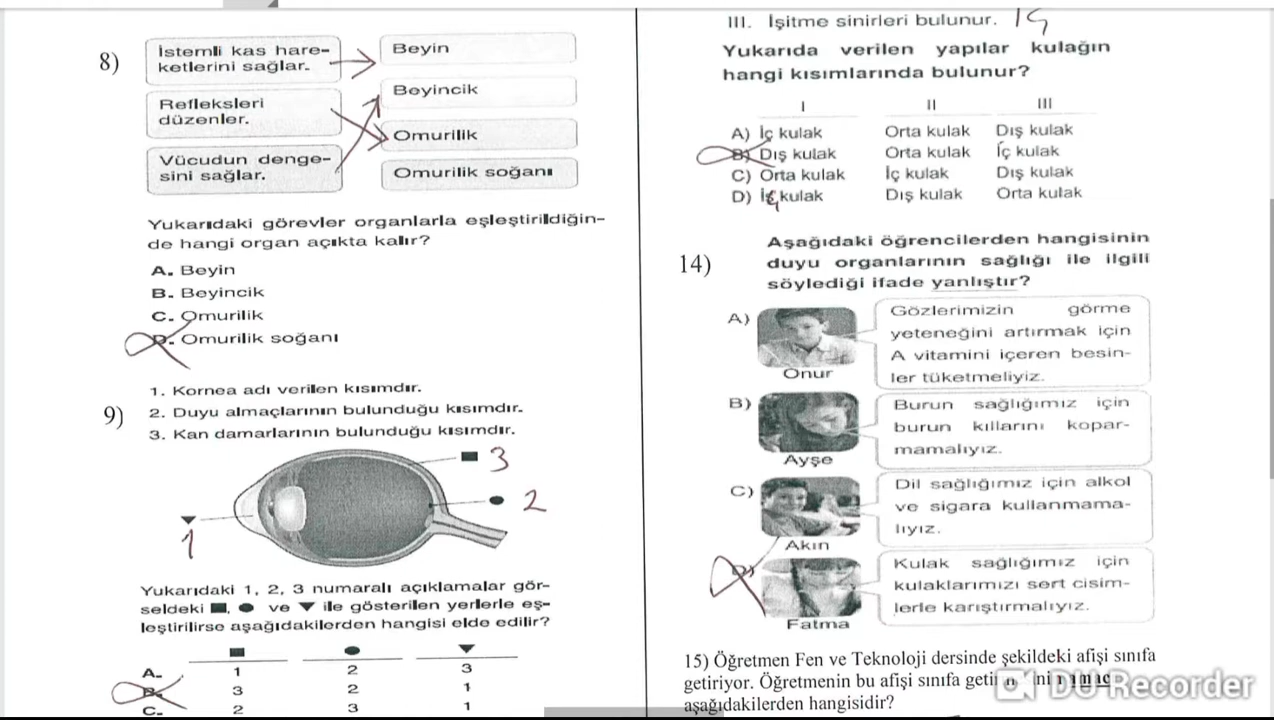 8)
İstemli kas hare-
ketlerini sağlar.
Refleksleri
düzenler.
Vücudun denge-
sini sağlar.
Beyin
Beyincik
Omurilik
Omurilik soğanı
Yukarıdaki görevler organlarla eşleştirildiğin-
de hangi organ açıkta kalır?
A. Beyin
B. Beyincik
C. Omurilik
D. Omurilik soğanı
9)
1. Kornea adı verilen kısımdır.
2. Duyu almaçlarının bulunduğu kısımdır.
3. Kan damarlarının bulunduğu kısımdır.
3
2
1
Yukarıdaki 1, 2, 3 numaralı açıklamalar gör-
seldeki ■, ● ve ▼ ile gösterilen yerlerle eş-
leştirilirse aşağıdakilerden hangisi elde edilir?
■ ● ▼
A. 1 2 3
B. 3 2 1
C. 2 3 1
III. İşitme sinirleri bulunur. İç
Yukarıda verilen yapılar kulağın
hangi kısımlarında bulunur?
I II III
A) İç kulak Orta kulak Dış kulak
B) Dış kulak Orta kulak İç kulak
C) Orta kulak İç kulak Dış kulak
D) İç kulak Dış kulak Orta kulak
14)
Aşağıdaki öğrencilerden hangisinin
duyu organlarının sağlığı ile ilgili
söylediği ifade yanlıştır?
A)
Onur
Gözlerimizin görme
yeteneğini artırmak için
A vitamini içeren besin-
ler tüketmeliyiz.
B)
Ayşe
Burun sağlığımız için
burun kıllarını kopar-
mamalıyız.
C)
Akın
Dil sağlığımız için alkol
ve sigara kullanmama-
lıyız.
D)
Fatma
Kulak sağlığımız için
kulaklarımızı sert cisim-
lerle karıştırmalıyız.
15) Öğretmen Fen ve Teknoloji dersinde şekildeki afişi sınıfa
getiriyor. Öğretmenin bu afişi sınıfa
aşağıdakilerden hangisidir?
DU Recorder